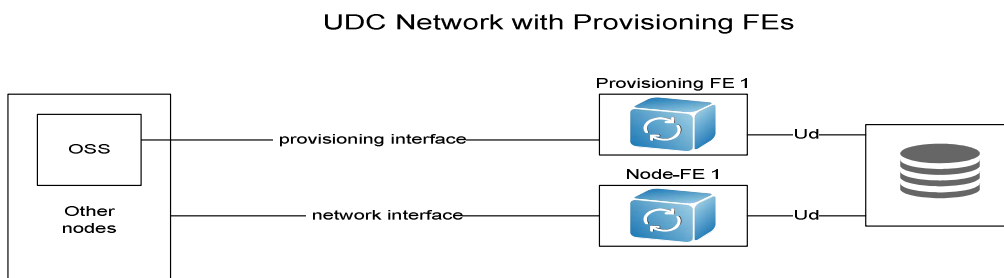 UDC Network with Provisioning FEs
Provisioning FE 1
OSS
provisioning interface
Ud
Node-FE 1
Other
nodes
network interface
Ud